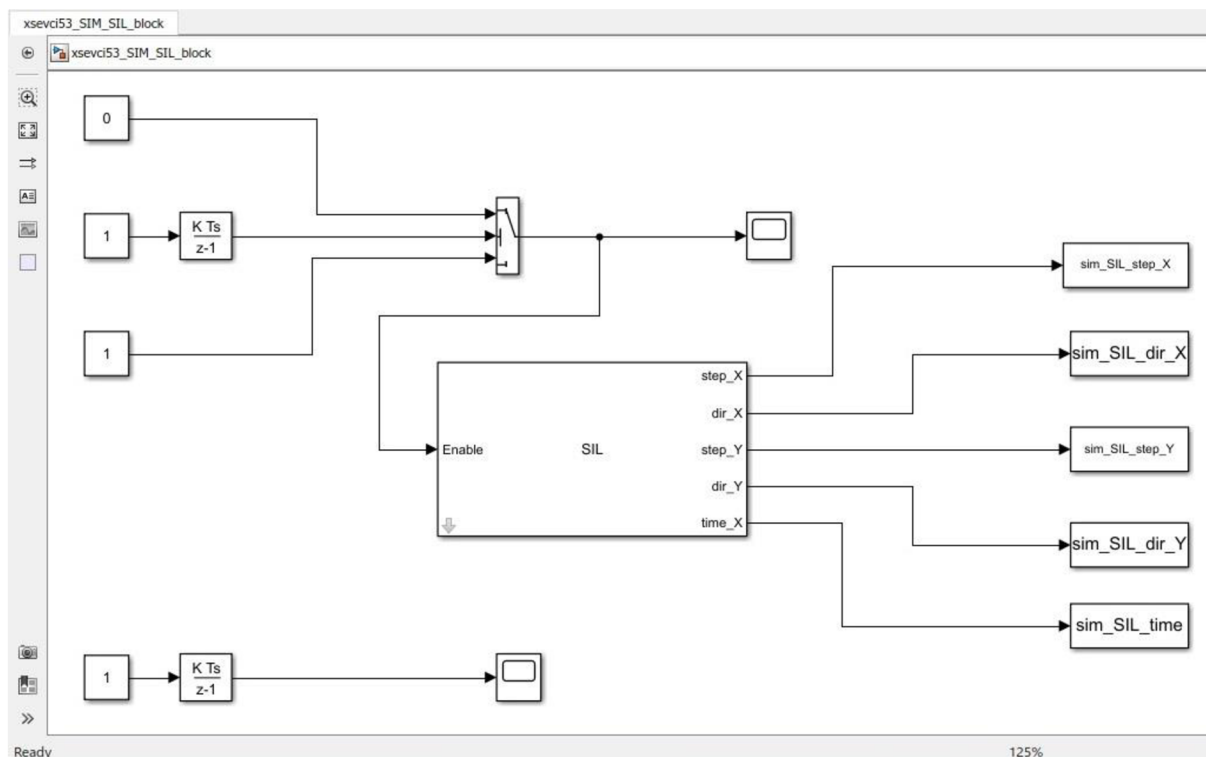 xsevci53_SIM_SIL_block
xsevci53_SIM_SIL_block
0
1
K Ts
z-1
1
sim_SIL_step_X
sim_SIL_dir_X
sim_SIL_step_Y
sim_SIL_dir_Y
sim_SIL_time
Enable
SIL
step_X
dir_X
step_Y
dir_Y
time_X
1
K Ts
z-1
Ready
125%